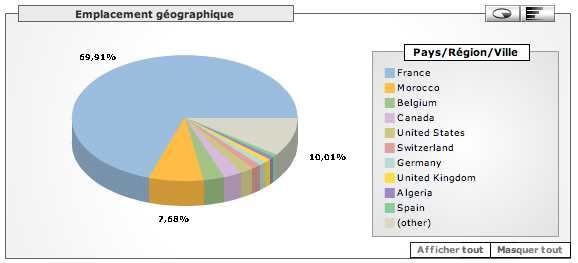 Emplacement géographique
69,91%
10,01%
7,68%
Pays/Région/Ville
France
Morocco
Belgium
Canada
United States
Switzerland
Germany
United Kingdom
Algeria
Spain
(other)
Afficher tout
Masquer tout